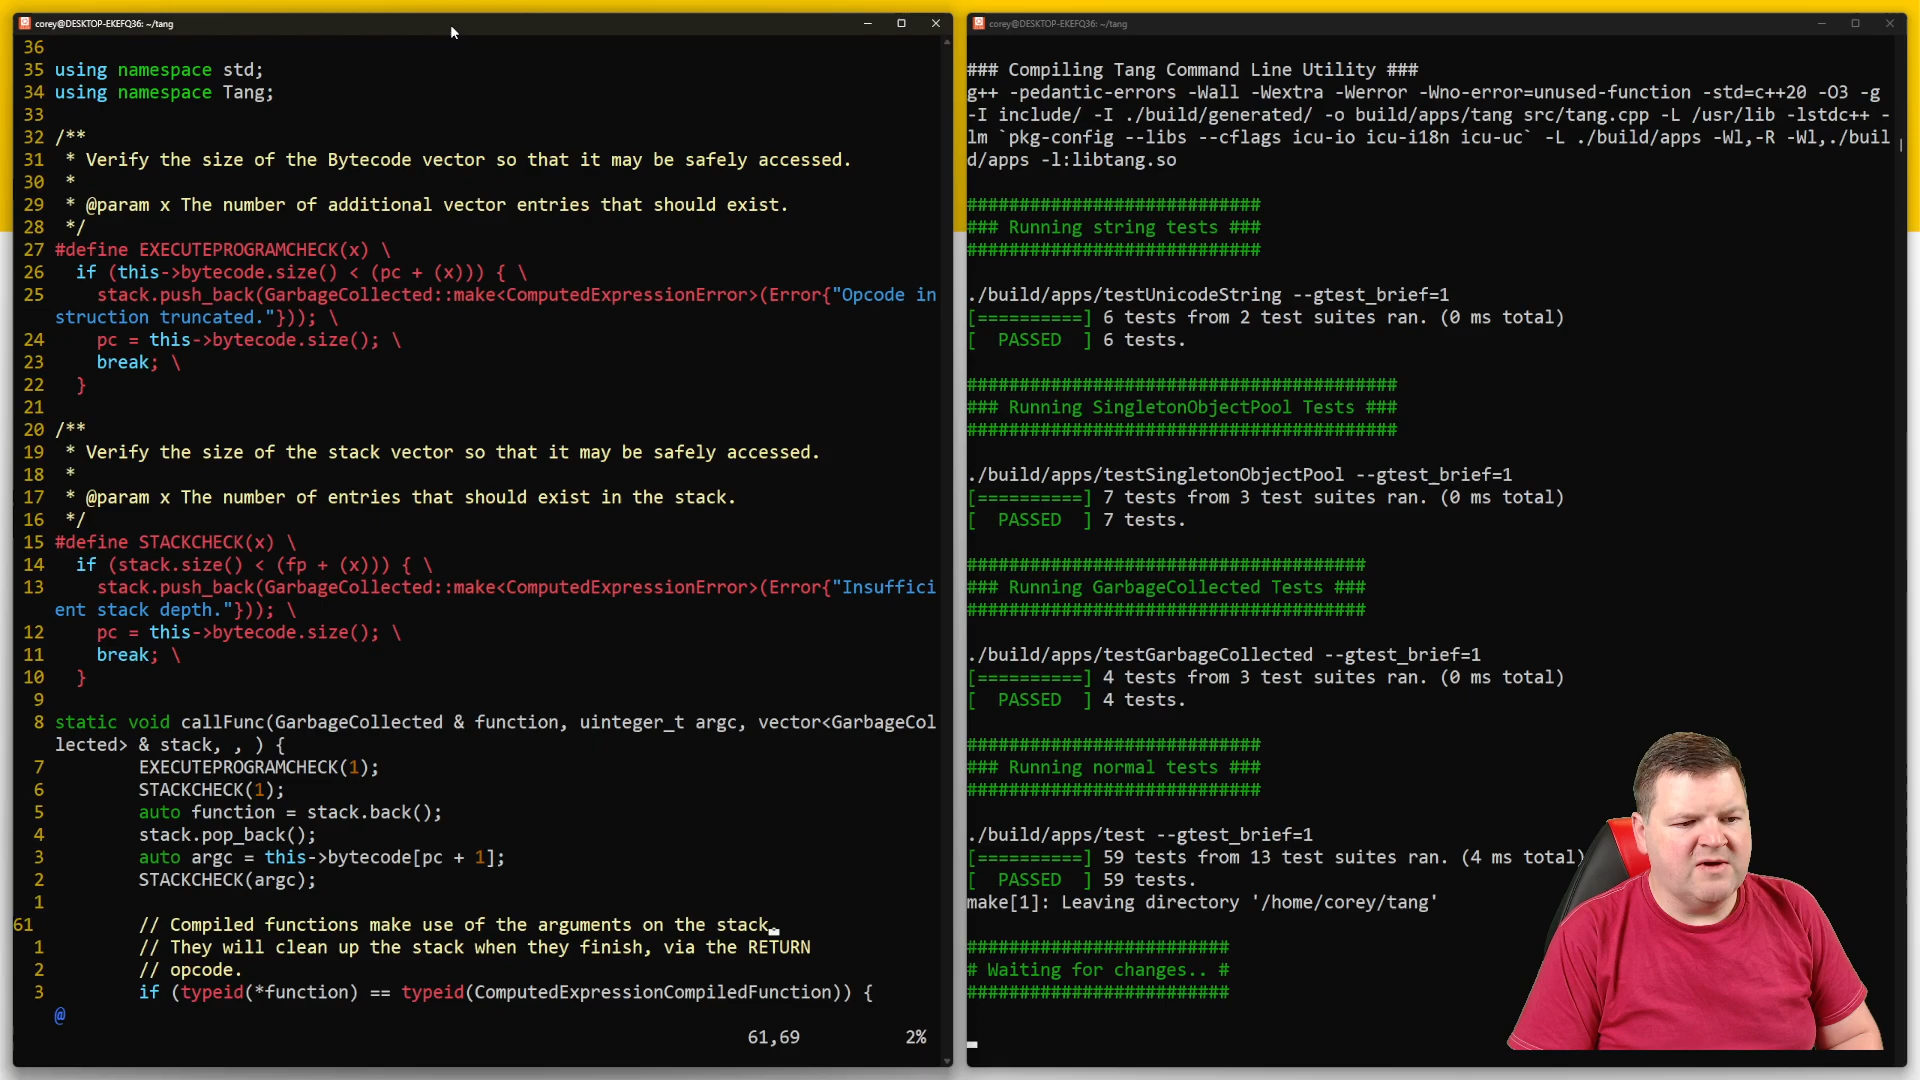 corey@DESKTOP-EKEFQ36: ~/tang
36
35 using namespace std;
34 using namespace Tang;
33
32 /**
31  * Verify the size of the Bytecode vector so that it may be safely accessed.
30  *
29  * @param x The number of additional vector entries that should exist.
28  */
27 #define EXECUTEPROGRAMCHECK(x) \
26   if (this->bytecode.size() < (pc + (x))) { \
25     stack.push_back(GarbageCollected::make<ComputedExpressionError>(Error{"Opcode in
struction truncated."})); \
24     pc = this->bytecode.size(); \
23     break; \
22   }
21
20 /**
19  * Verify the size of the stack vector so that it may be safely accessed.
18  *
17  * @param x The number of entries that should exist in the stack.
16  */
15 #define STACKCHECK(x) \
14   if (stack.size() < (fp + (x))) { \
13     stack.push_back(GarbageCollected::make<ComputedExpressionError>(Error{"Insuffici
ent stack depth."})); \
12     pc = this->bytecode.size(); \
11     break; \
10   }
9
8 static void callFunc(GarbageCollected & function, uinteger_t argc, vector<GarbageCol
lected> & stack, , ) {
7         EXECUTEPROGRAMCHECK(1);
6         STACKCHECK(1);
5         auto function = stack.back();
4         stack.pop_back();
3         auto argc = this->bytecode[pc + 1];
2         STACKCHECK(argc);
1
61         // Compiled functions make use of the arguments on the stack.
1         // They will clean up the stack when they finish, via the RETURN
2         // opcode.
3         if (typeid(*function) == typeid(ComputedExpressionCompiledFunction)) {
@
61,69 2%
corey@DESKTOP-EKEFQ36: ~/tang
### Compiling Tang Command Line Utility ###
g++ -pedantic-errors -Wall -Wextra -Werror -Wno-error=unused-function -std=c++20 -O3 -g
-I include/ -I ./build/generated/ -o build/apps/tang src/tang.cpp -L /usr/lib -lstdc++ -
lm `pkg-config --libs --cflags icu-io icu-i18n icu-uc` -L ./build/apps -Wl,-R -Wl,./buil
d/apps -l:libtang.so
############################
### Running string tests ###
############################
./build/apps/testUnicodeString --gtest_brief=1
[==========] 6 tests from 2 test suites ran. (0 ms total)
[  PASSED  ] 6 tests.
#########################################
### Running SingletonObjectPool Tests ###
#########################################
./build/apps/testSingletonObjectPool --gtest_brief=1
[==========] 7 tests from 3 test suites ran. (0 ms total)
[  PASSED  ] 7 tests.
######################################
### Running GarbageCollected Tests ###
######################################
./build/apps/testGarbageCollected --gtest_brief=1
[==========] 4 tests from 3 test suites ran. (0 ms total)
[  PASSED  ] 4 tests.
############################
### Running normal tests ###
############################
./build/apps/test --gtest_brief=1
[==========] 59 tests from 13 test suites ran. (4 ms total)
[  PASSED  ] 59 tests.
make[1]: Leaving directory '/home/corey/tang'
#########################
# Waiting for changes.. #
#########################